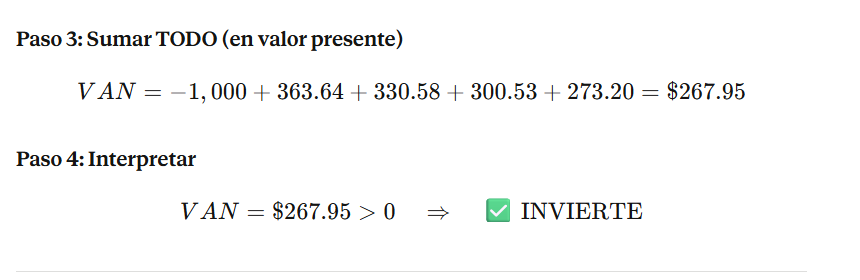 Paso 3: Sumar TODO (en valor presente)
VAN = −1,000 + 363.64 + 330.58 + 300.53 + 273.20 = $267.95
Paso 4: Interpretar
VAN = $267.95 > 0 ⇒ ✅ INVIERTE